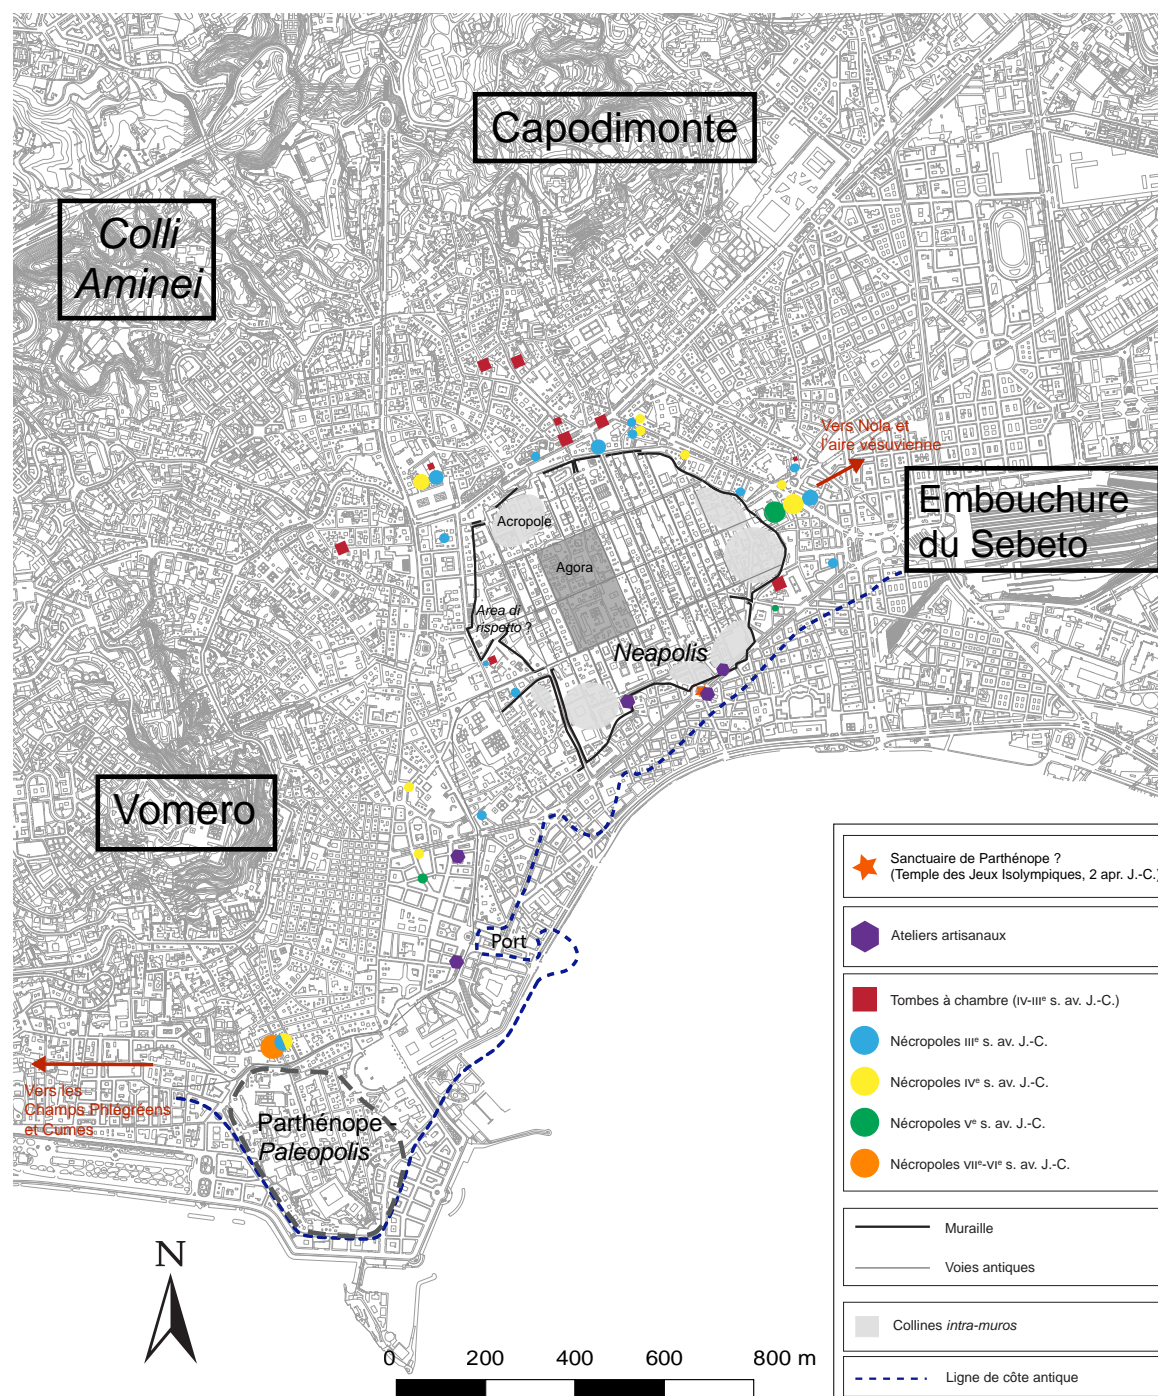 Capodimonte
Colli
Aminei
Vers Nola et
l'aire vésuvienne
Embouchure
du Sebeto
Acropole
Agora
Area di
rispetto ?
Neapolis
Vomero
Port
Vers les
Champs Phlégréens
et Cumes
Parthénope -
Paleopolis
N
0 200 400 600 800 m
Sanctuaire de Parthénope ?
(Temple des Jeux Isolympiques, 2 apr. J.-C.)
Ateliers artisanaux
Tombes à chambre (IV-IIIe s. av. J.-C.)
Nécropoles IIIe s. av. J.-C.
Nécropoles IVe s. av. J.-C.
Nécropoles Ve s. av. J.-C.
Nécropoles VIIe-VIe s. av. J.-C.
Muraille
Voies antiques
Collines intra-muros
Ligne de côte antique